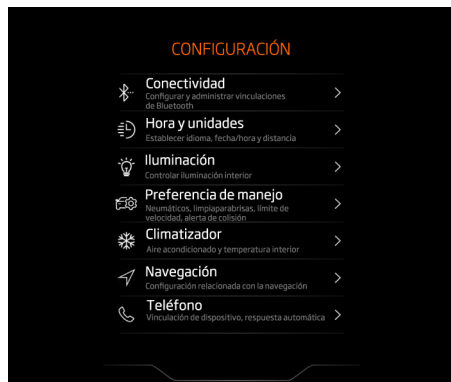 CONFIGURACIÓN
Conectividad
Configurar y administrar vinculaciones
de Bluetooth
Hora y unidades
Establecer idioma, fecha/hora y distancia
Iluminación
Controlar iluminación interior
Preferencia de manejo
Neumáticos, limpiaparabrisas, límite de
velocidad, alerta de colisión
Climatizador
Aire acondicionado y temperatura interior
Navegación
Configuración relacionada con la navegación
Teléfono
Vinculación de dispositivo, respuesta automática